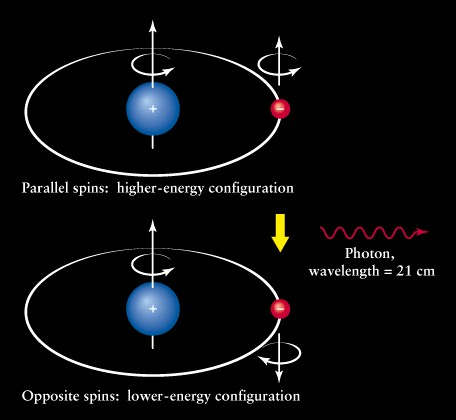 +
−
Parallel spins: higher-energy configuration
Photon,
wavelength = 21 cm
+
−
Opposite spins: lower-energy configuration